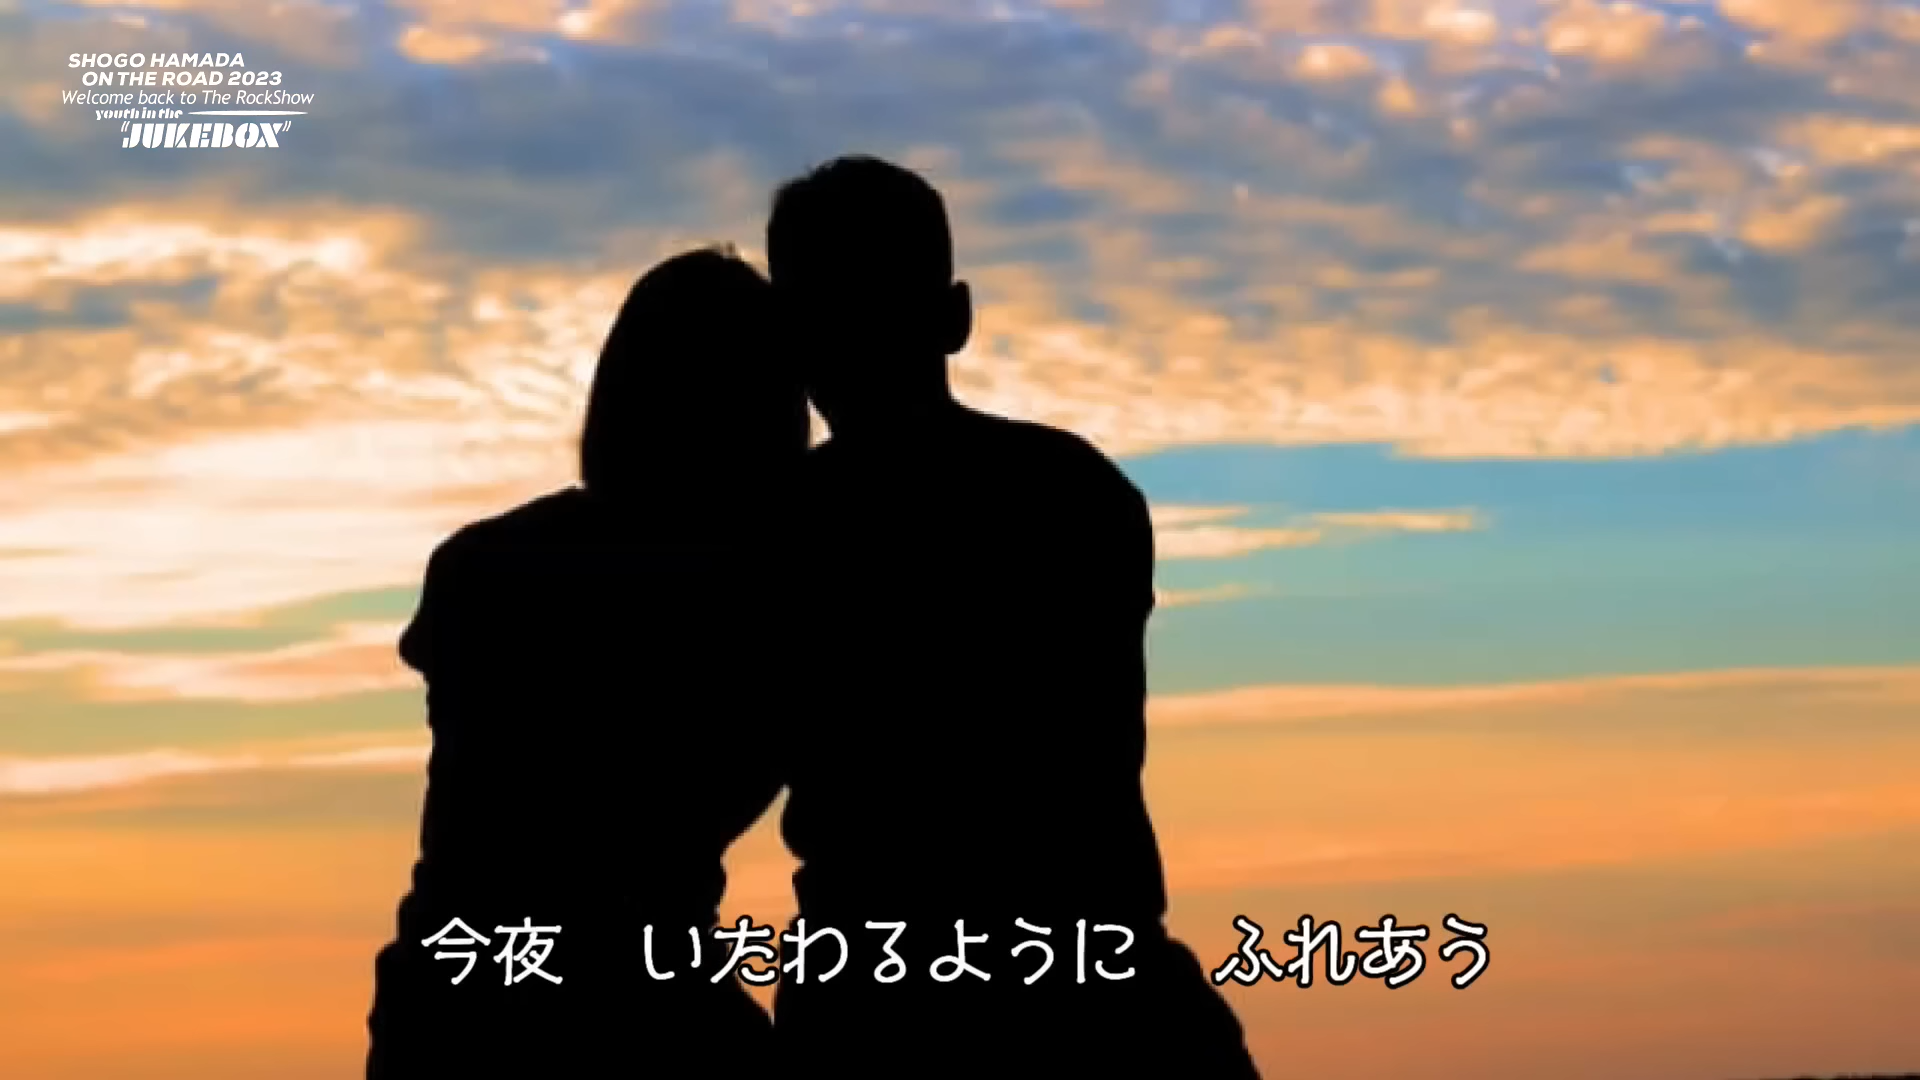 SHOGO HAMADA
ON THE ROAD 2023
Welcome back to The RockShow
youth in the
"JUKEBOX"
今夜　いたわるように　ふれあう